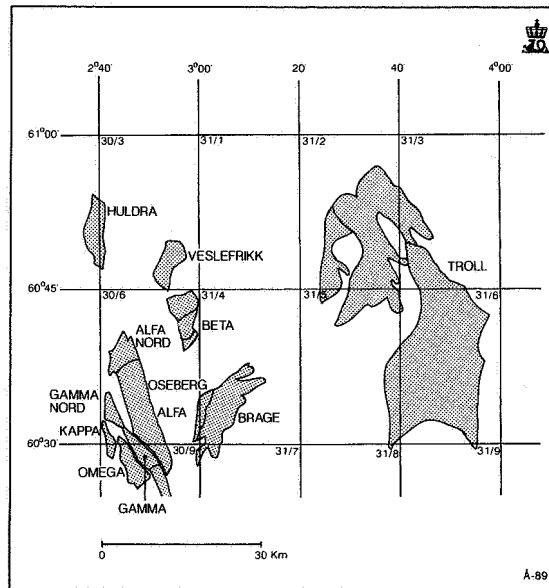 2°40' 3°00' 20' 40' 4°00'
61°00' 30/3 31/1 31/2 31/3
HULDRA
VESLEFRIKK
TROLL
60°45' 30/6 31/4 31/5 31/6
ALFA NORD
BETA
OSEBERG
GAMMA NORD
ALFA
BRAGE
KAPPA
60°30' 30/9 31/7 31/8 31/9
OMEGA
GAMMA
0 30 Km
Å-89